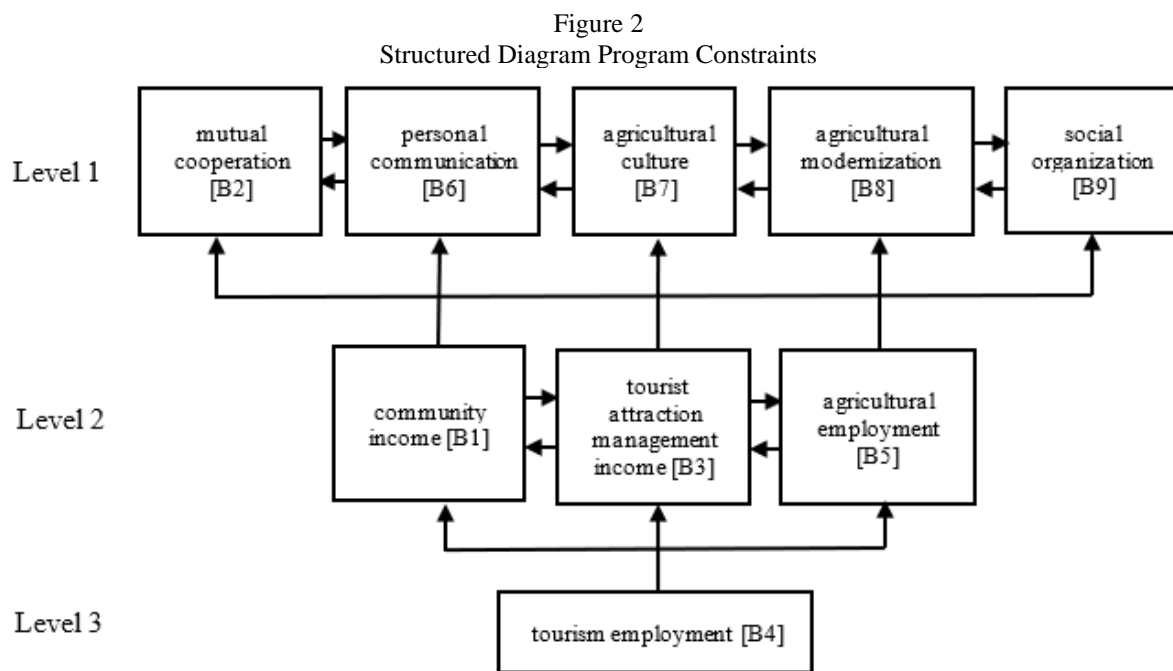 Figure 2
Structured Diagram Program Constraints
Level 1
mutual
cooperation
[B2]
personal
communication
[B6]
agricultural
culture
[B7]
agricultural
modernization
[B8]
social
organization
[B9]
Level 2
community
income [B1]
tourist
attraction
management
income [B3]
agricultural
employment
[B5]
Level 3
tourism employment [B4]